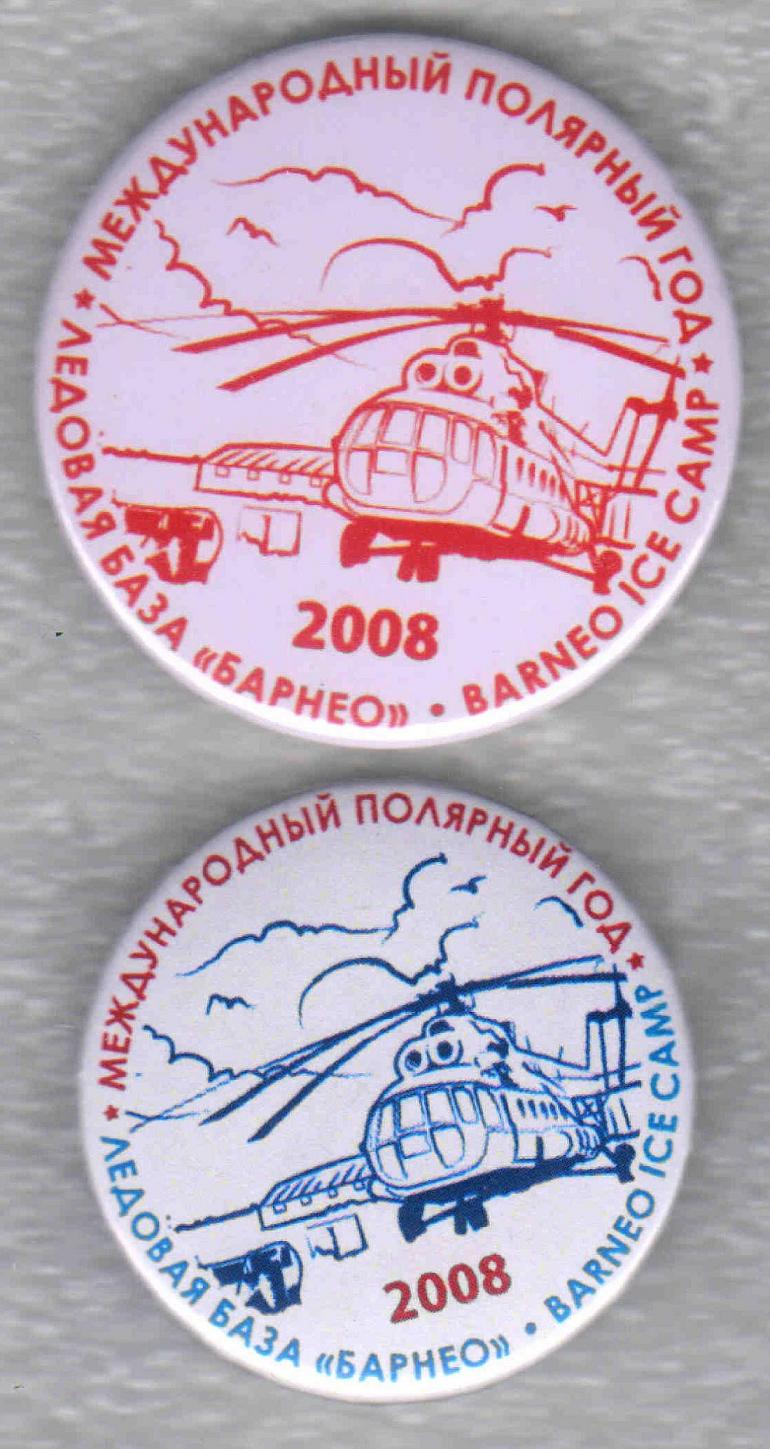 МЕЖДУНАРОДНЫЙ ПОЛЯРНЫЙ ГОД
ЛЕДОВАЯ БАЗА «БАРНЕО» • BARNEO ICE CAMP
2008
МЕЖДУНАРОДНЫЙ ПОЛЯРНЫЙ ГОД
ЛЕДОВАЯ БАЗА «БАРНЕО» • BARNEO ICE CAMP
2008